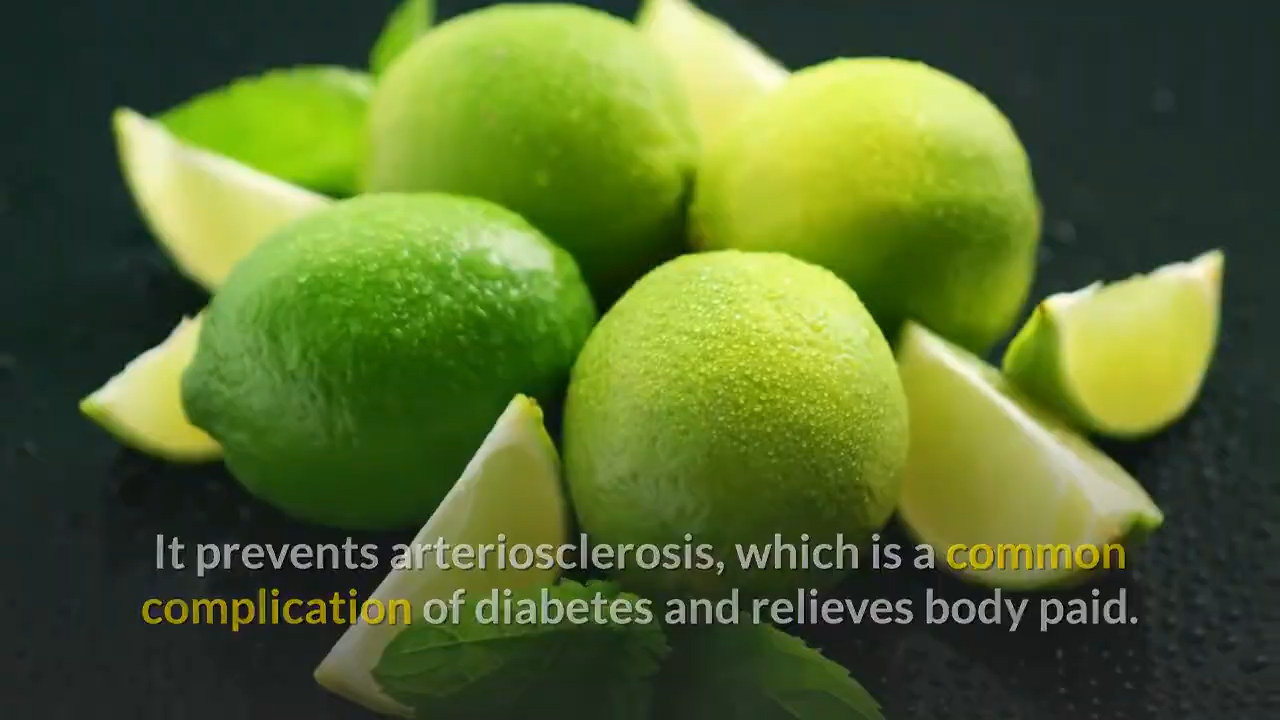 It prevents arteriosclerosis, which is a common
complication of diabetes and relieves body paid.